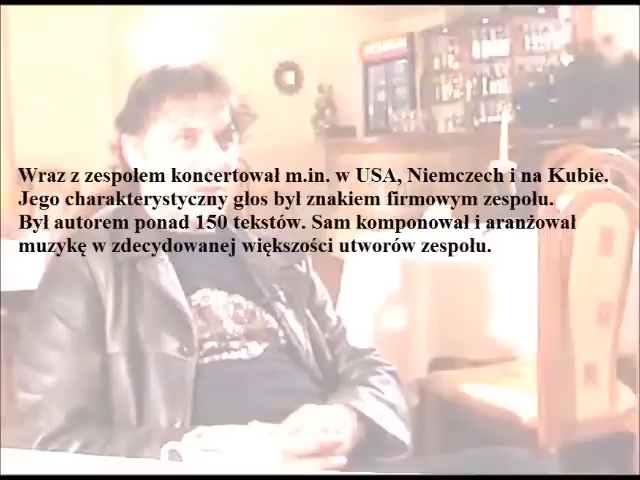 Wraz z zespołem koncertował m.in. w USA, Niemczech i na Kubie.
Jego charakterystyczny głos był znakiem firmowym zespołu.
Był autorem ponad 150 tekstów. Sam komponował i aranżował
muzykę w zdecydowanej większości utworów zespołu.